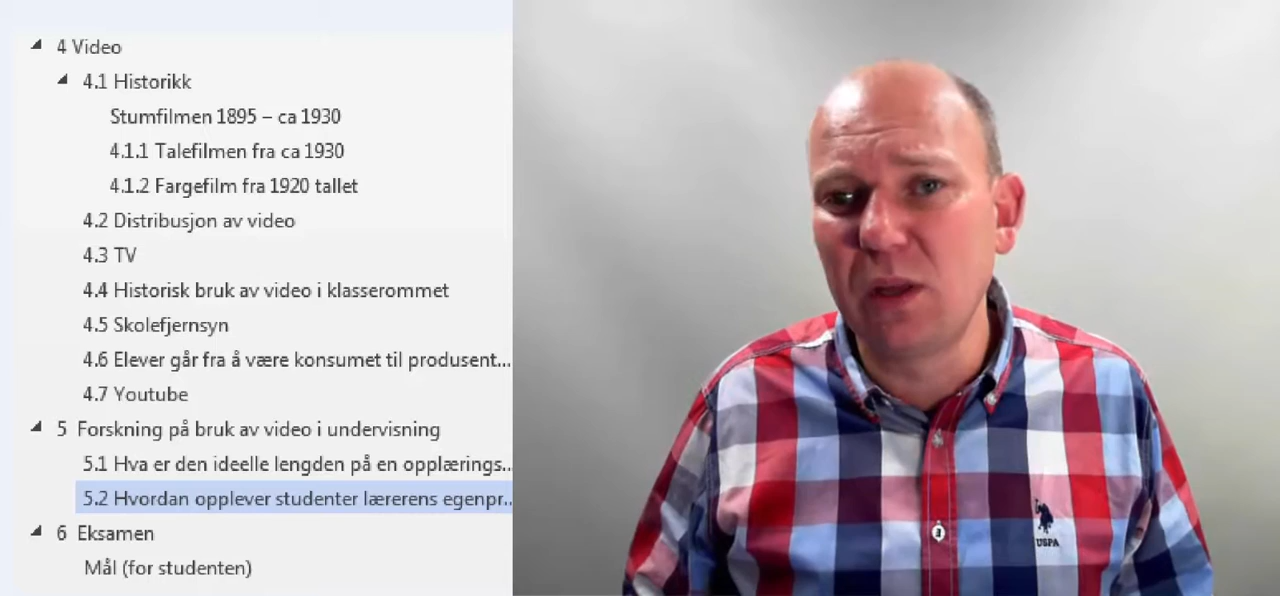 4 Video
4.1 Historikk
Stumfilmen 1895 – ca 1930
4.1.1 Talefilmen fra ca 1930
4.1.2 Fargefilm fra 1920 tallet
4.2 Distribusjon av video
4.3 TV
4.4 Historisk bruk av video i klasserommet
4.5 Skolefjernsyn
4.6 Elever går fra å være konsumet til produsent...
4.7 Youtube
5 Forskning på bruk av video i undervisning
5.1 Hva er den ideelle lengden på en opplærings...
5.2 Hvordan opplever studenter lærerens egenpr...
6 Eksamen
Mål (for studenten)
USPA